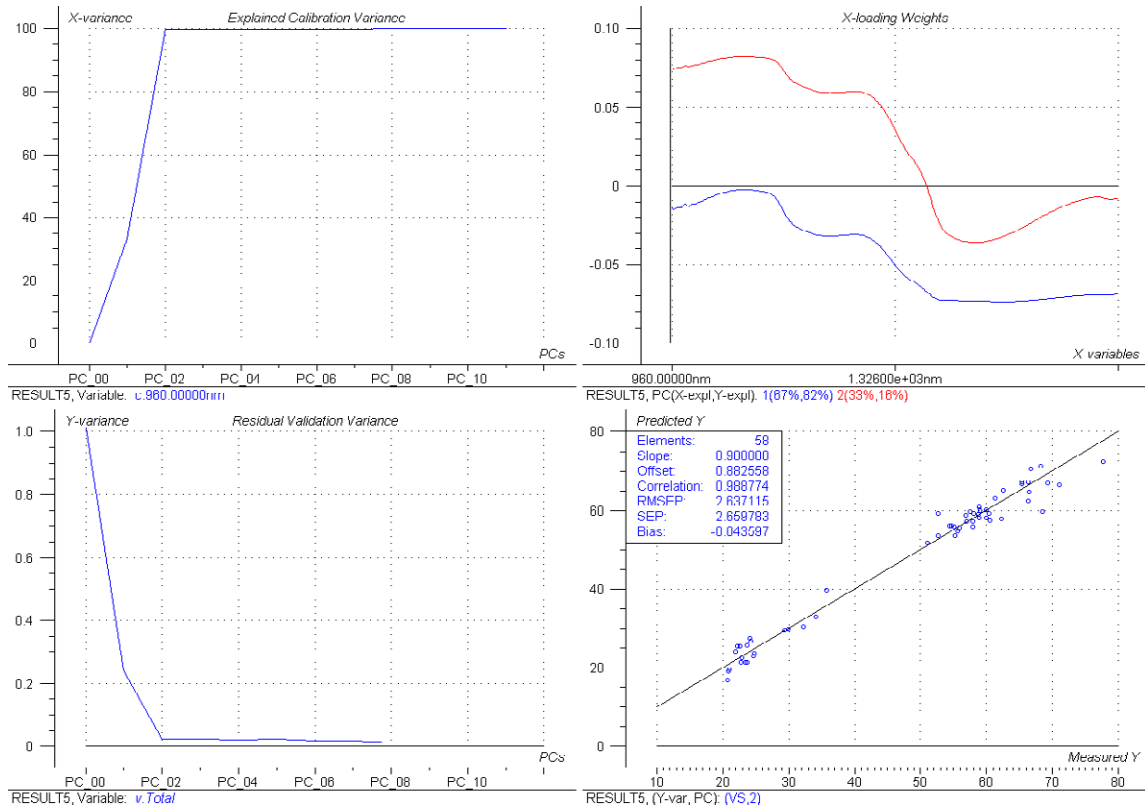 X-variance Explained Calibration Variance
100
80
60
40
20
0
PCs
PC_00 PC_02 PC_04 PC_06 PC_08 PC_10
RESULT5, Variable: c.960.00000nm
X-loading Weights
0.10
0.05
0
-0.05
-0.10
X variables
960.00000nm 1.32600e+03nm
RESULT5, PC(X-expl,Y-expl): 1(67%,82%) 2(33%,16%)
Y-variance Residual Validation Variance
1.0
0.8
0.6
0.4
0.2
0
PCs
PC_00 PC_02 PC_04 PC_06 PC_08 PC_10
RESULT5, Variable: v.Total
Predicted Y
80
60
40
20
0
Elements: 58
Slope: 0.900000
Offset: 0.882558
Correlation: 0.988774
RMSEP: 2.637115
SEP: 2.659783
Bias: -0.043597
Measured Y
10 20 30 40 50 60 70 80
RESULT5, (Y-var, PC): (VS,2)